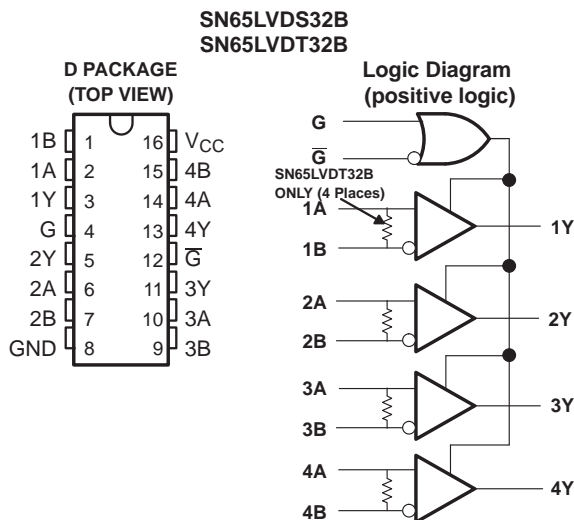 SN65LVDS32B
SN65LVDT32B
D PACKAGE
(TOP VIEW)
1B 1 16 VCC
1A 2 15 4B
1Y 3 14 4A
G 4 13 4Y
2Y 5 12 G̅
2A 6 11 3Y
2B 7 10 3A
GND 8 9 3B
Logic Diagram
(positive logic)
G
G̅
SN65LVDT32B
ONLY (4 Places)
1A
1B
1Y
2A
2B
2Y
3A
3B
3Y
4A
4B
4Y